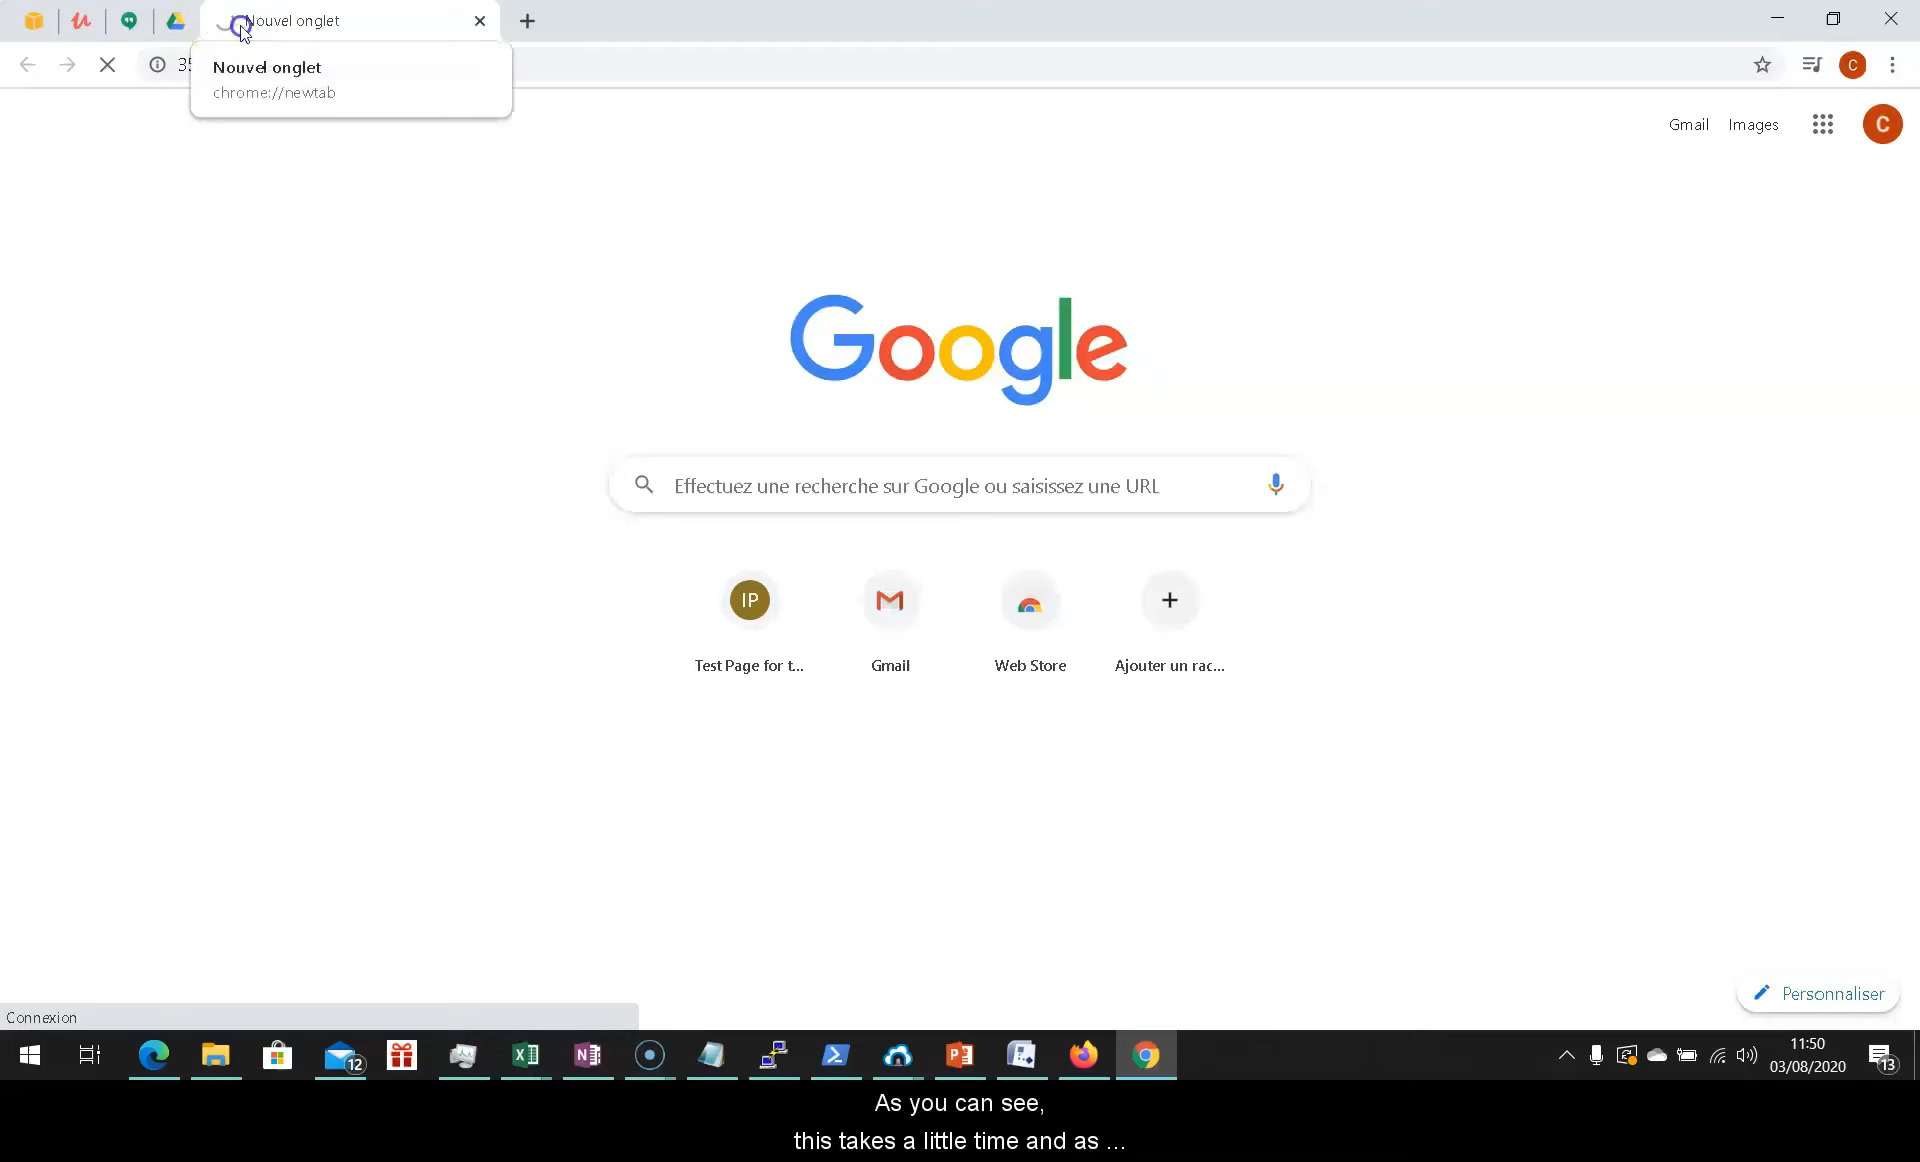 Nouvel onglet
35
Nouvel onglet
chrome://newtab
C
Gmail Images
C
Google
Effectuez une recherche sur Google ou saisissez une URL
IP
Test Page for t... Gmail Web Store Ajouter un rac...
Personnaliser
Connexion
12
11:50
03/08/2020
13
As you can see,
this takes a little time and as ...